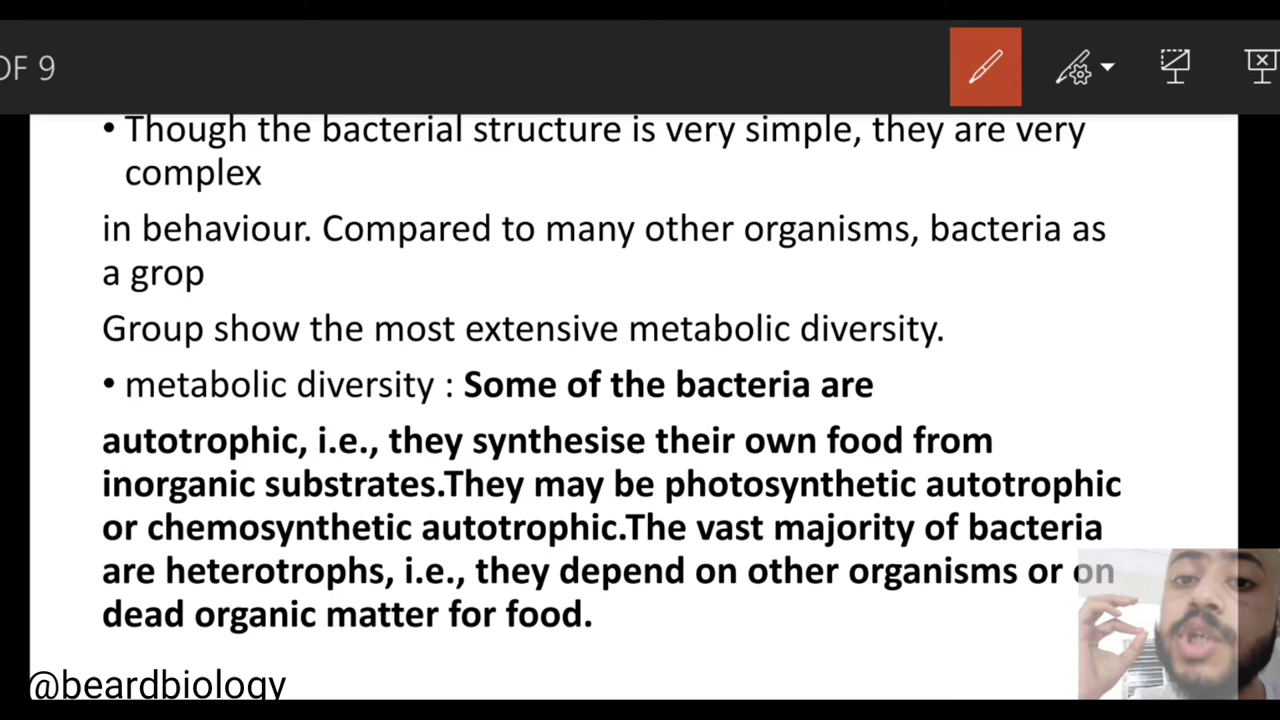 OF 9
• Though the bacterial structure is very simple, they are very
complex
in behaviour. Compared to many other organisms, bacteria as
a grop
Group show the most extensive metabolic diversity.
• metabolic diversity : Some of the bacteria are
autotrophic, i.e., they synthesise their own food from
inorganic substrates.They may be photosynthetic autotrophic
or chemosynthetic autotrophic.The vast majority of bacteria
are heterotrophs, i.e., they depend on other organisms or on
dead organic matter for food.
@beardbiology